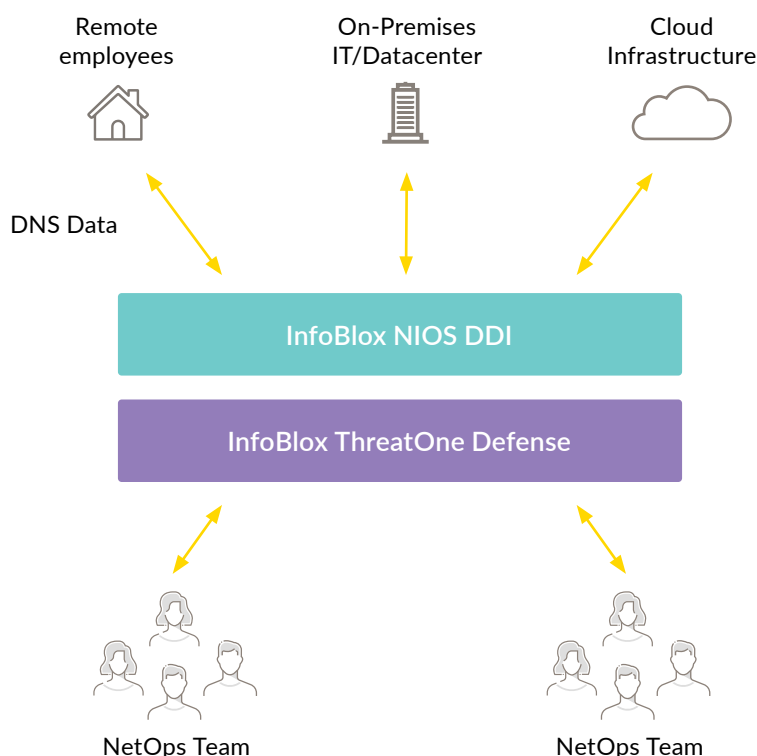 Remote
employees
On-Premises
IT/Datacenter
Cloud
Infrastructure
DNS Data
InfoBlox NIOS DDI
InfoBlox ThreatOne Defense
NetOps Team
NetOps Team